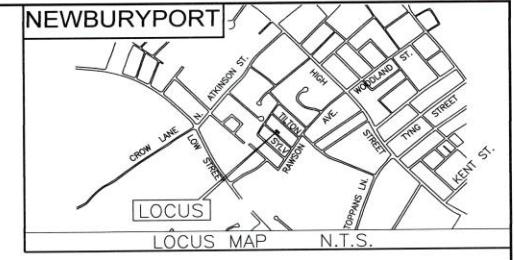 NEWBURYPORT
N. ATKINSON ST.
HIGH STREET
WOODLAND ST.
TILTON
AVE.
SYLV.
RAWSON
TYNG STREET
KENT ST.
CROW LANE
LOW STREET
TOPPANS LN.
LOCUS
LOCUS MAP N.T.S.